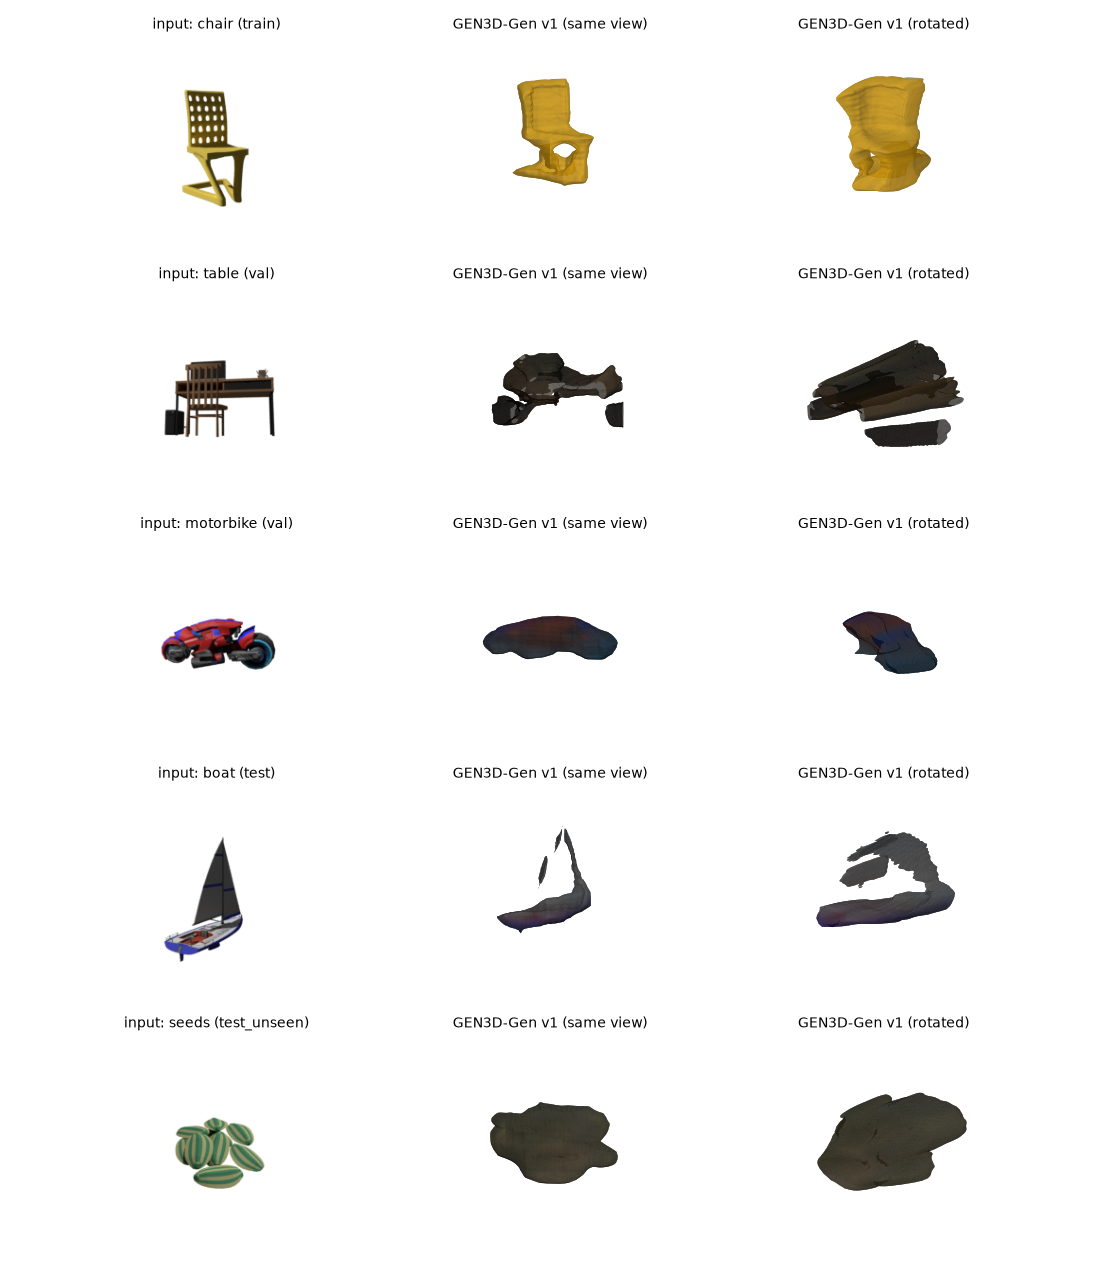 input: chair (train)
GEN3D-Gen v1 (same view)
GEN3D-Gen v1 (rotated)
input: table (val)
GEN3D-Gen v1 (same view)
GEN3D-Gen v1 (rotated)
input: motorbike (val)
GEN3D-Gen v1 (same view)
GEN3D-Gen v1 (rotated)
input: boat (test)
GEN3D-Gen v1 (same view)
GEN3D-Gen v1 (rotated)
input: seeds (test_unseen)
GEN3D-Gen v1 (same view)
GEN3D-Gen v1 (rotated)